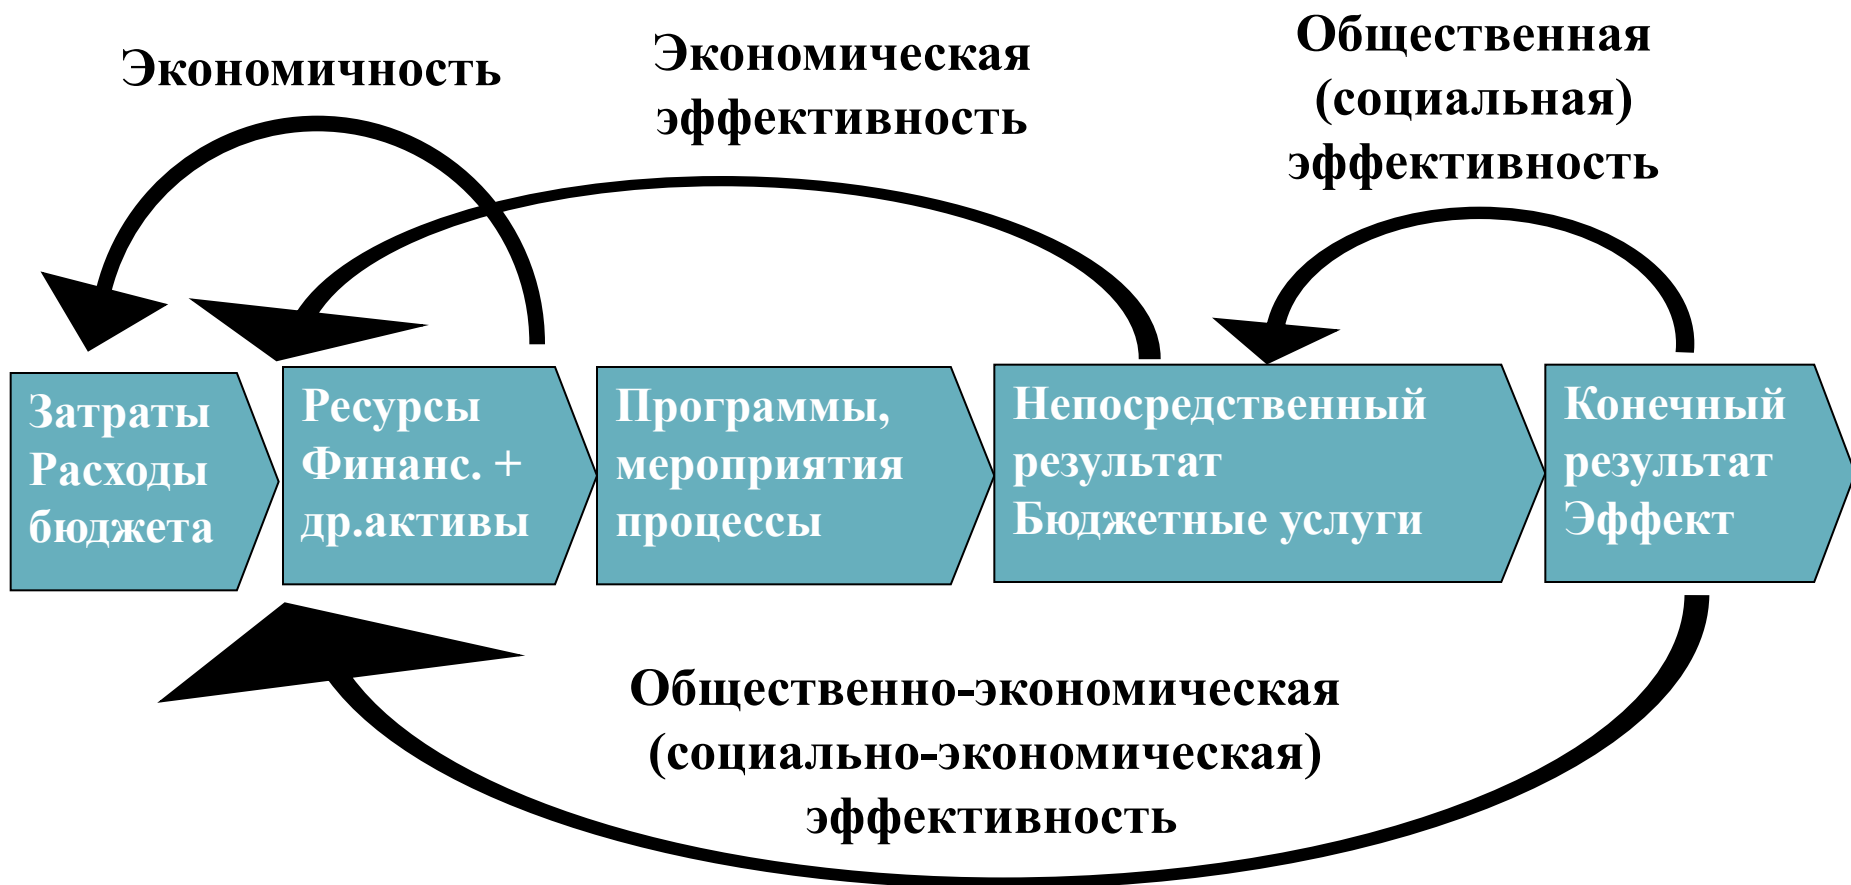 Экономичность
Экономическая
эффективность
Общественная
(социальная)
эффективность
Затраты
Расходы
бюджета
Ресурсы
Финанс. +
др.активы
Программы,
мероприятия
процессы
Непосредственный
результат
Бюджетные услуги
Конечный
результат
Эффект
Общественно-экономическая
(социально-экономическая)
эффективность